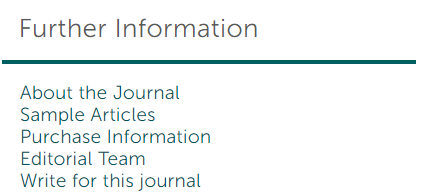 Further Information
About the Journal
Sample Articles
Purchase Information
Editorial Team
Write for this journal